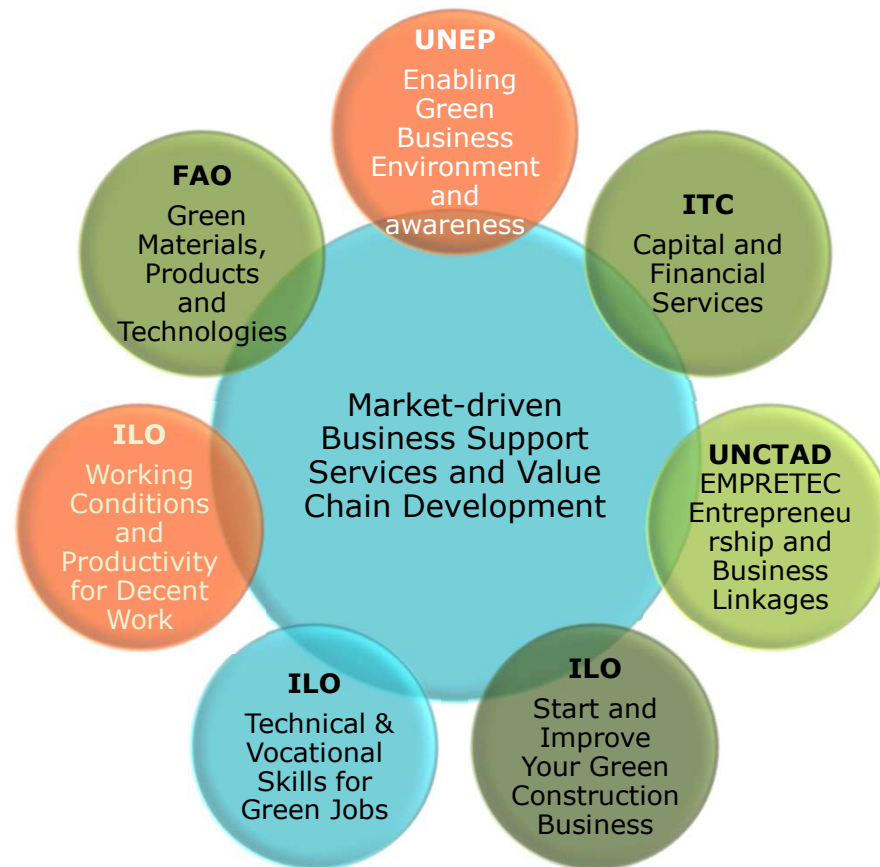 UNEP
Enabling
Green
Business
Environment
and
awareness
FAO
Green
Materials,
Products
and
Technologies
ITC
Capital and
Financial
Services
Market-driven
Business Support
Services and Value
Chain Development
ILO
Working
Conditions
and
Productivity
for Decent
Work
UNCTAD
EMPRETEC
Entrepreneu
rship and
Business
Linkages
ILO
Technical &
Vocational
Skills for
Green Jobs
ILO
Start and
Improve
Your Green
Construction
Business